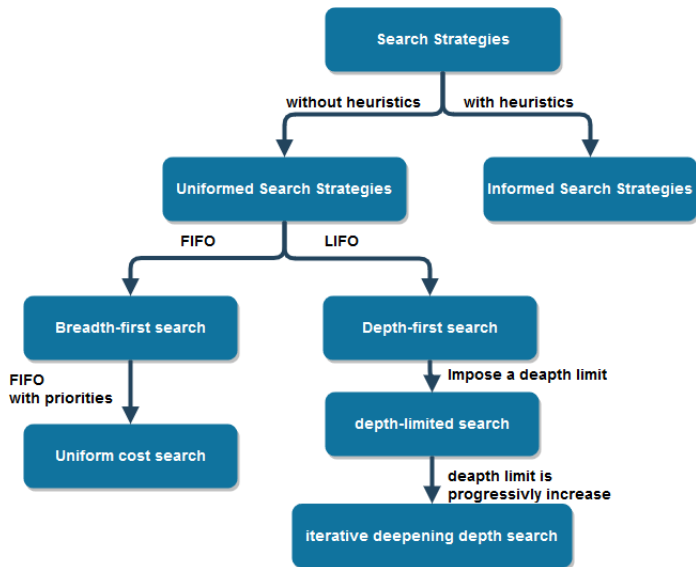 Search Strategies
without heuristics
with heuristics
Uniformed Search Strategies
Informed Search Strategies
FIFO
LIFO
Breadth-first search
Depth-first search
FIFO
with priorities
Impose a deapth limit
Uniform cost search
depth-limited search
deapth limit is
progressivly increase
iterative deepening depth search